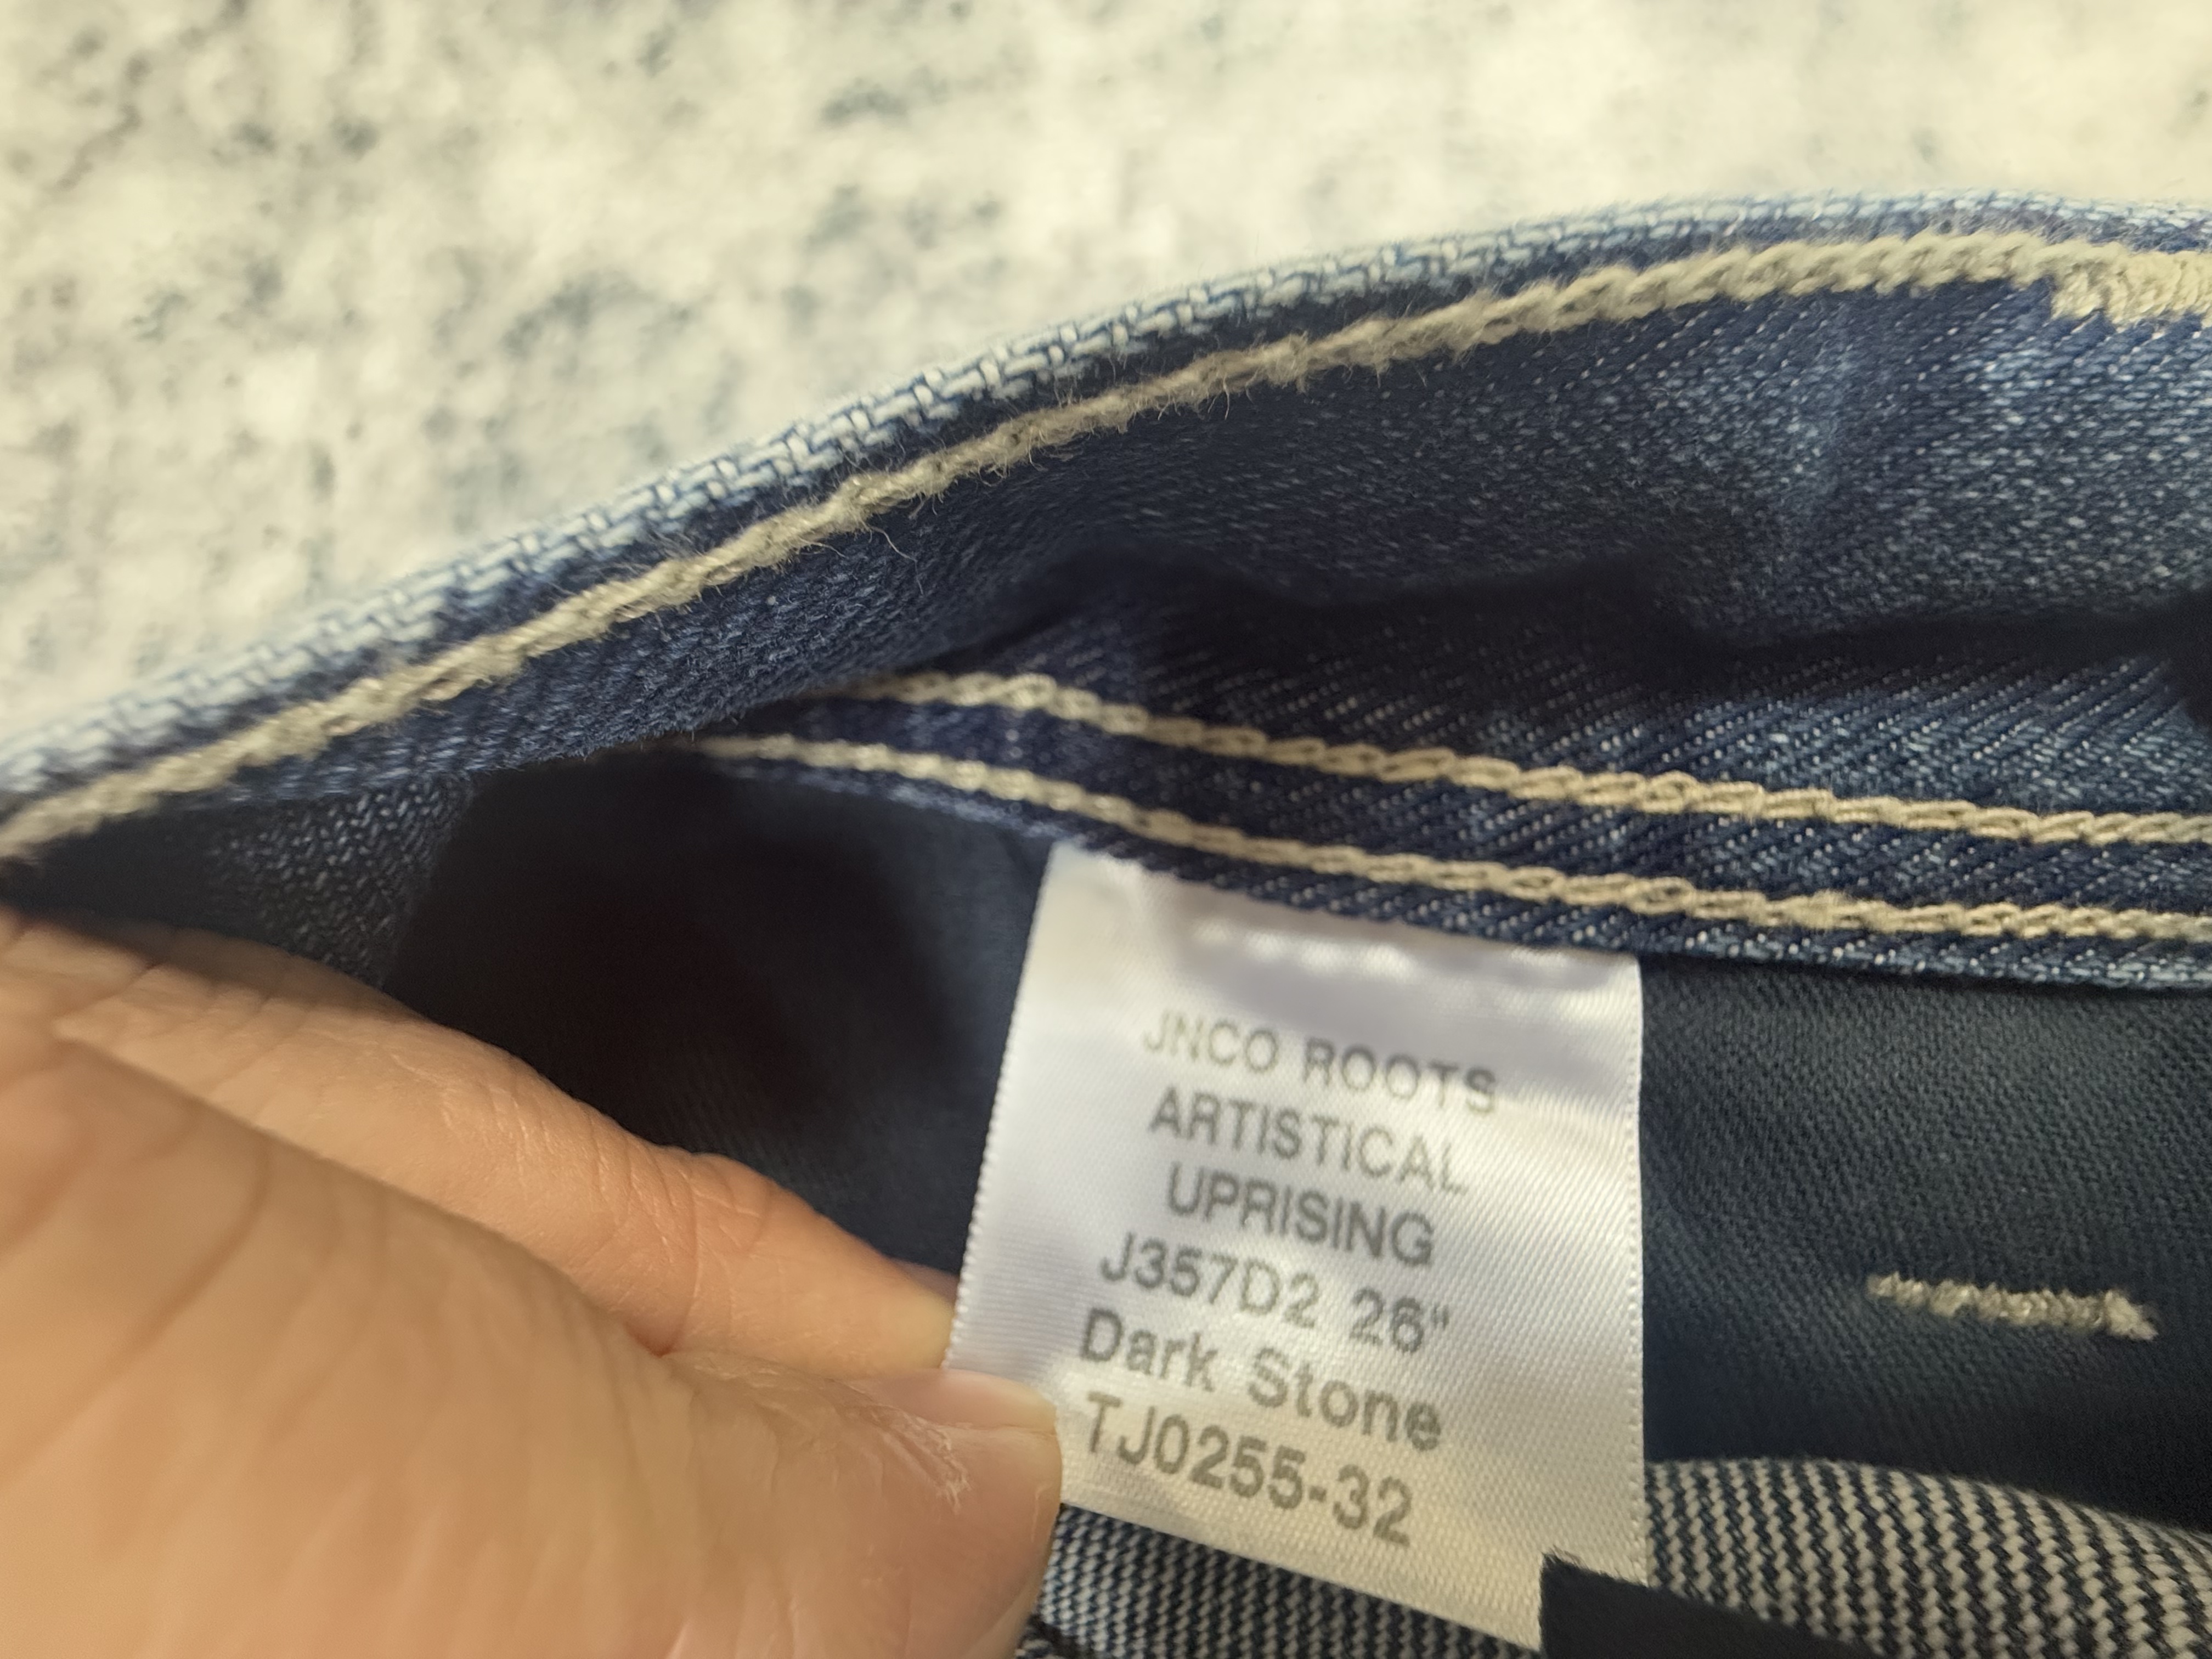 JNCO ROOTS
ARTISTICAL
UPRISING
J357D2 26"
Dark Stone
TJ0255-32